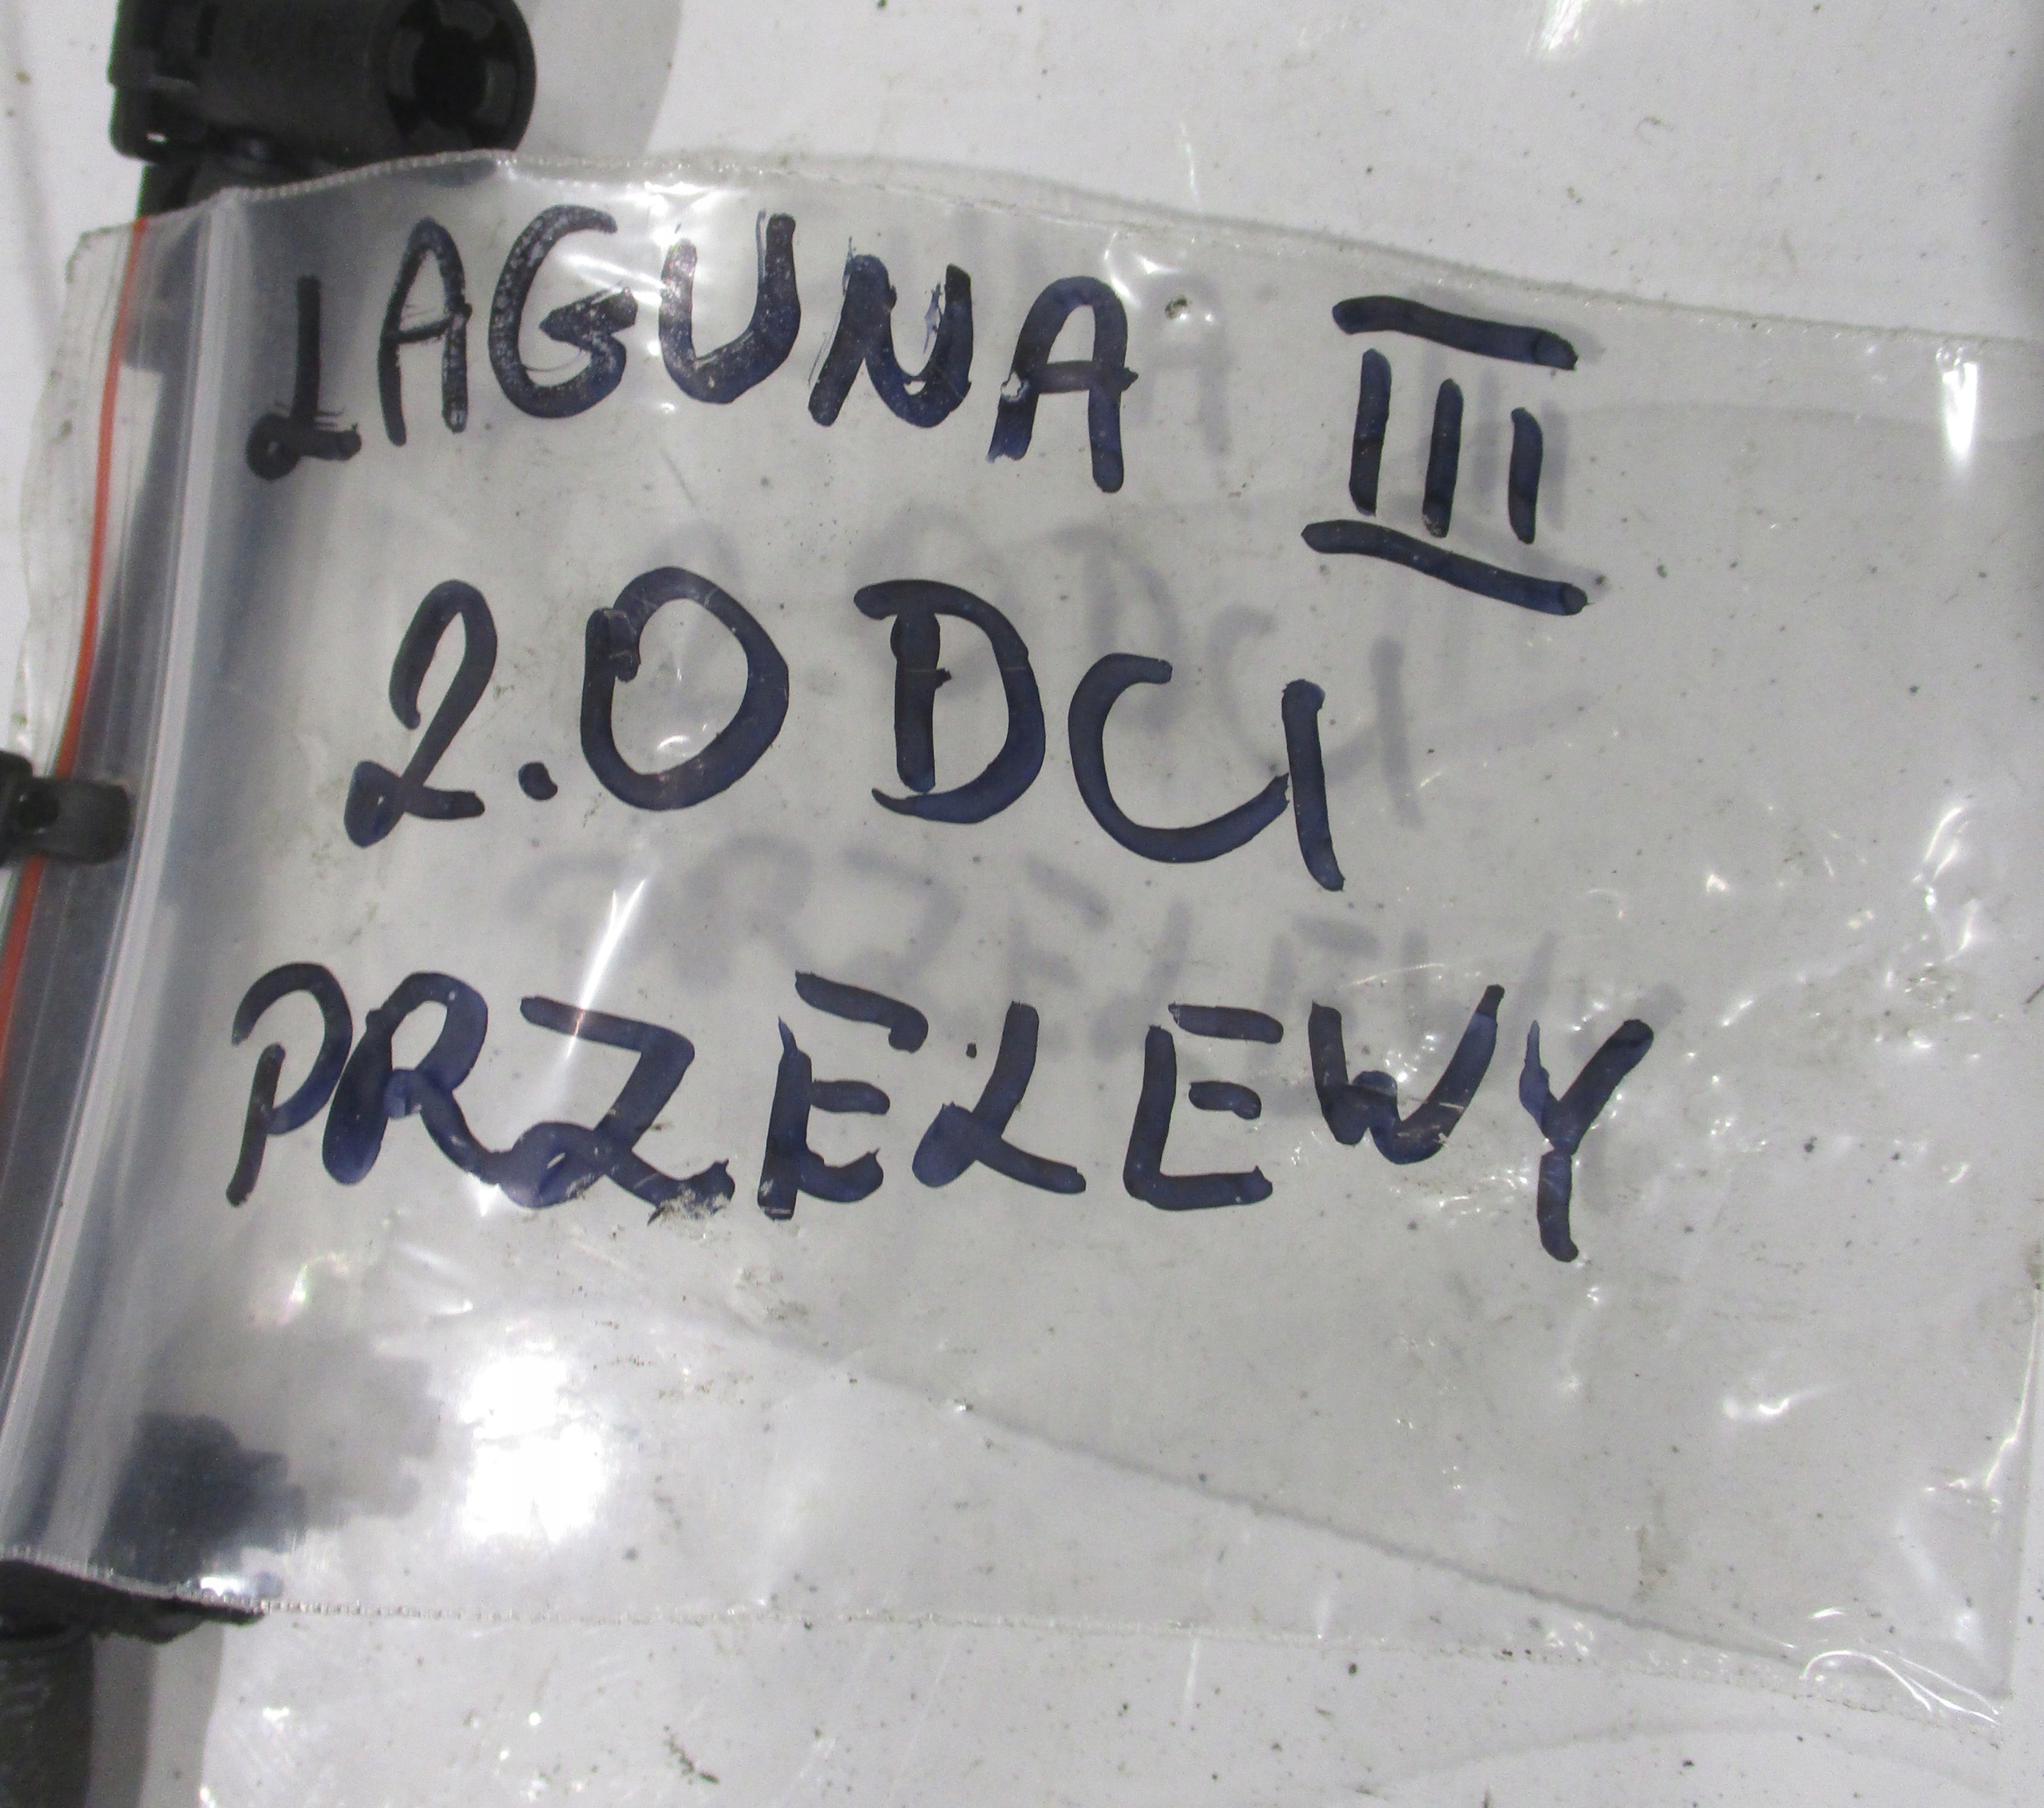 LAGUNA III
2.0 DCI
PRZELEWY